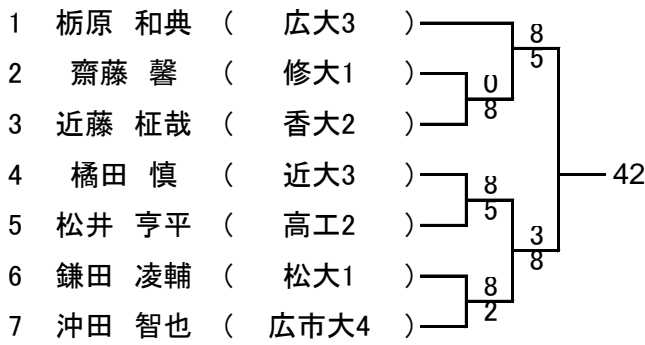 1 栃原 和典 ( 広大3 )
8
5
2 齋藤 馨 ( 修大1 )
0
8
3 近藤 柾哉 ( 香大2 )
4 橘田 慎 ( 近大3 )
42
8
5
5 松井 亨平 ( 高工2 )
3
8
6 鎌田 凌輔 ( 松大1 )
8
2
7 沖田 智也 ( 広市大4 )